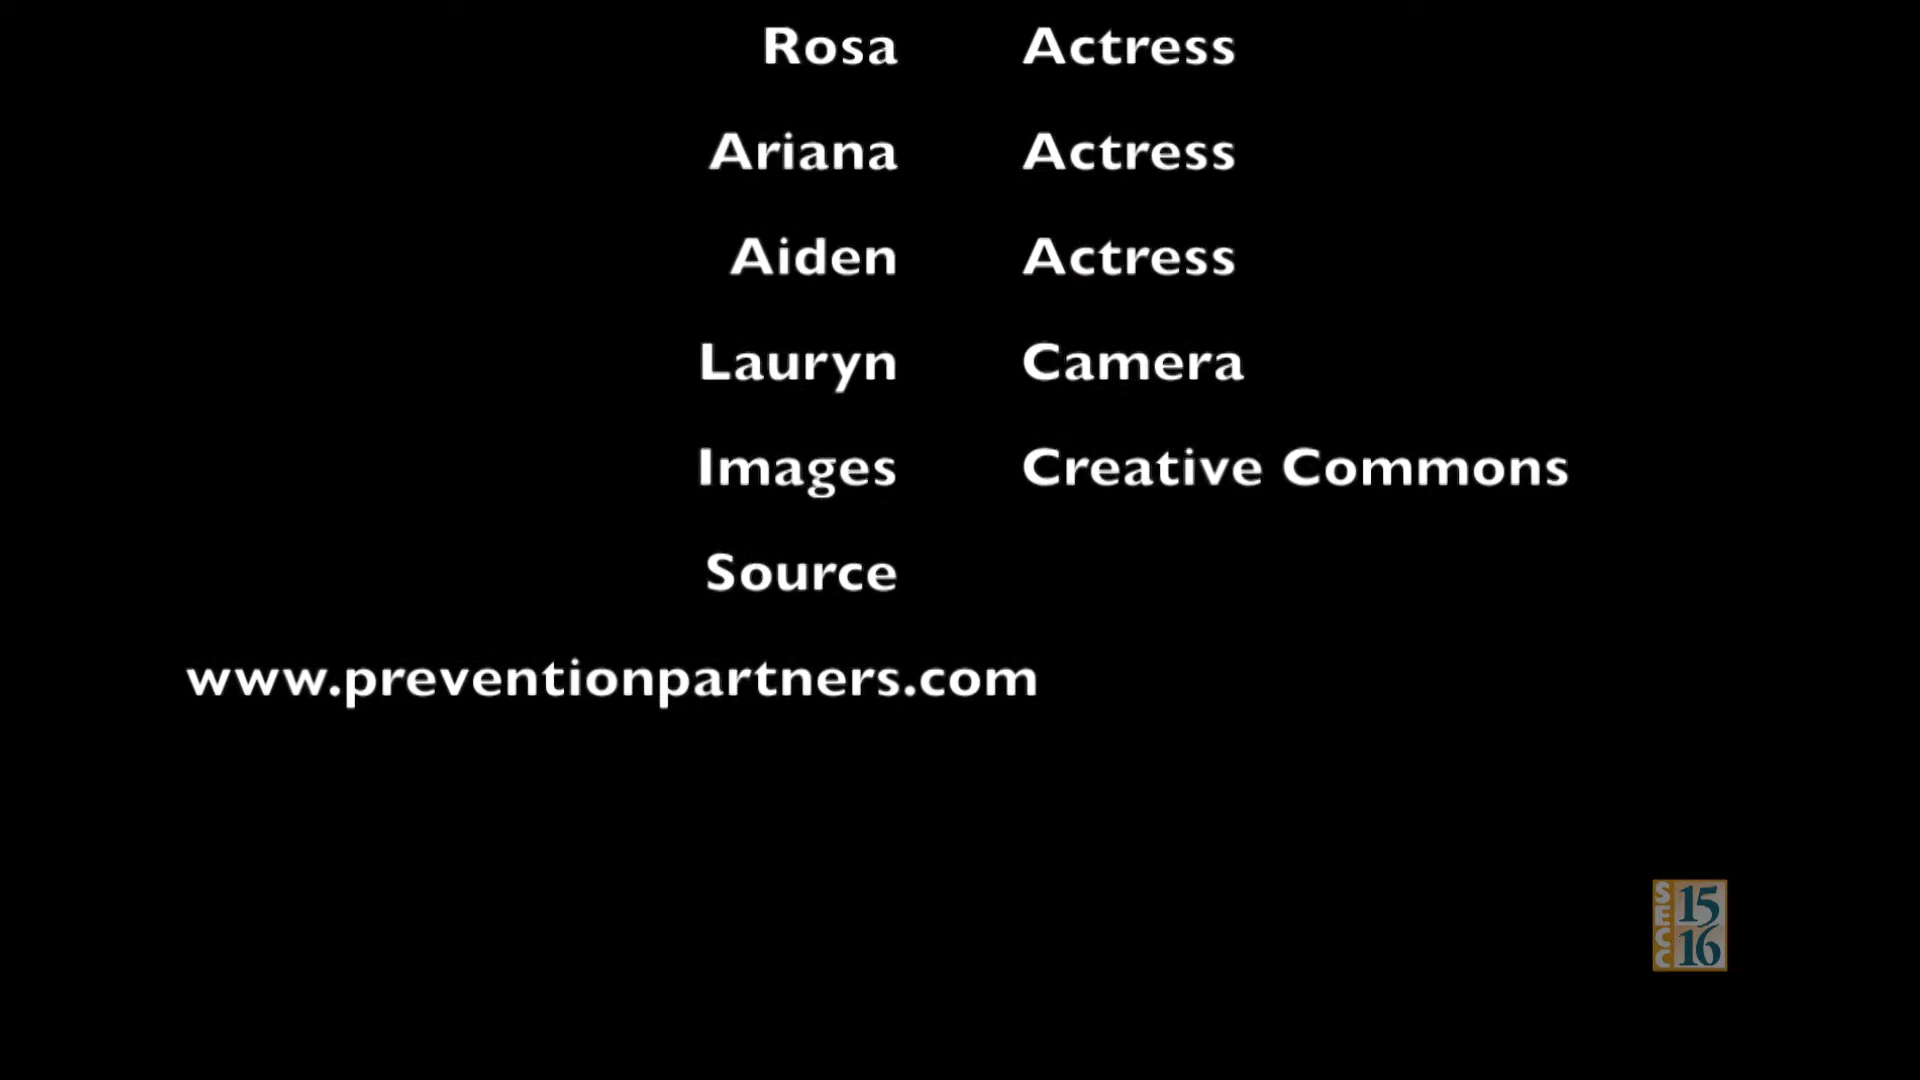 Rosa Actress
Ariana Actress
Aiden Actress
Lauryn Camera
Images Creative Commons
Source
www.preventionpartners.com
SECC
15
16